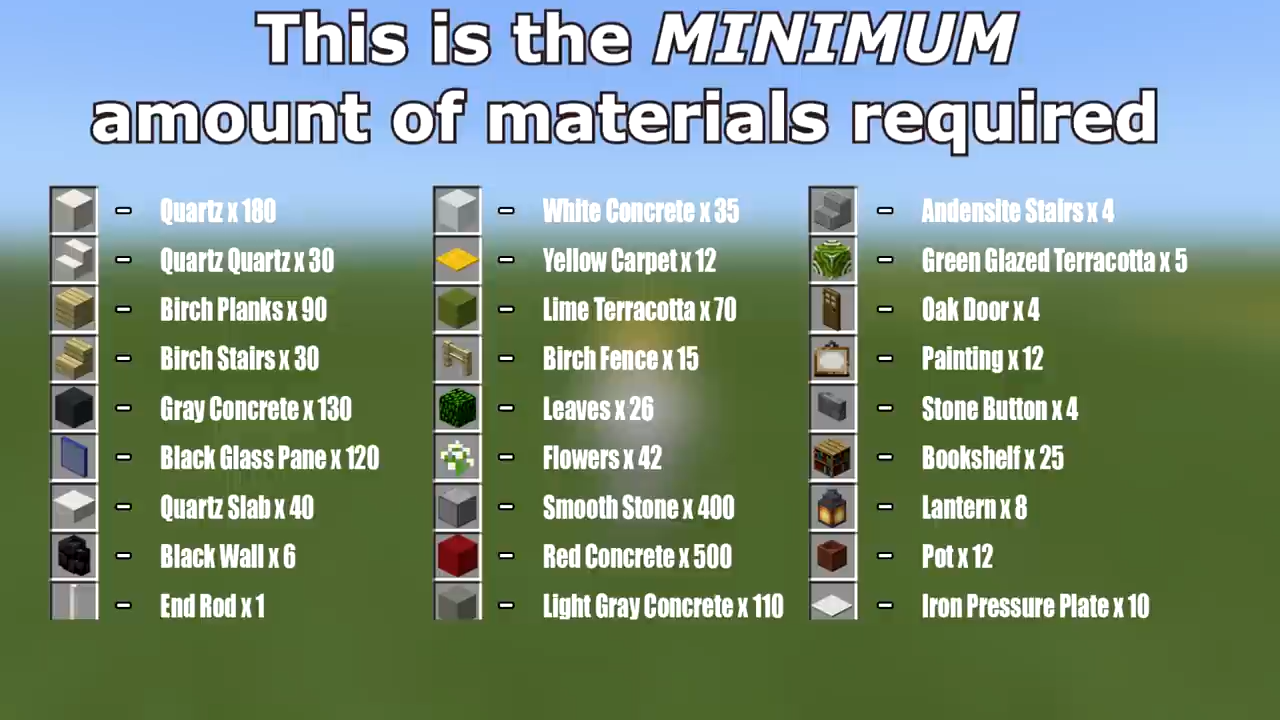 This is the MINIMUM
amount of materials required
- Quartz x 180
- Quartz Quartz x 30
- Birch Planks x 90
- Birch Stairs x 30
- Gray Concrete x 130
- Black Glass Pane x 120
- Quartz Slab x 40
- Black Wall x 6
- End Rod x 1
- White Concrete x 35
- Yellow Carpet x 12
- Lime Terracotta x 70
- Birch Fence x 15
- Leaves x 26
- Flowers x 42
- Smooth Stone x 400
- Red Concrete x 500
- Light Gray Concrete x 110
- Andensite Stairs x 4
- Green Glazed Terracotta x 5
- Oak Door x 4
- Painting x 12
- Stone Button x 4
- Bookshelf x 25
- Lantern x 8
- Pot x 12
- Iron Pressure Plate x 10